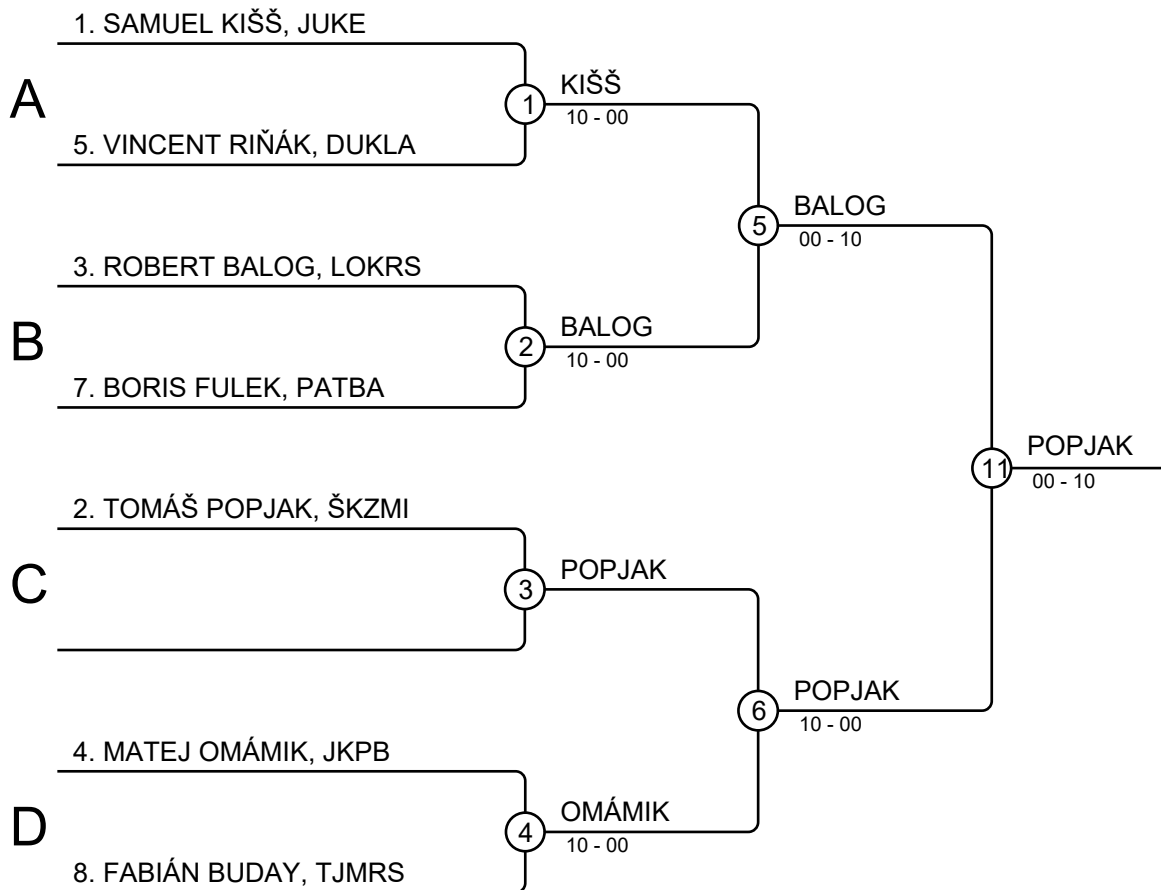 1. SAMUEL KIŠŠ, JUKE
A
1
KIŠŠ
10 - 00
5. VINCENT RIŇÁK, DUKLA
5
BALOG
00 - 10
3. ROBERT BALOG, LOKRS
B
2
BALOG
10 - 00
7. BORIS FULEK, PATBA
11
POPJAK
00 - 10
2. TOMÁŠ POPJAK, ŠKZMI
C
3
POPJAK
6
POPJAK
10 - 00
4. MATEJ OMÁMIK, JKPB
D
4
OMÁMIK
10 - 00
8. FABIÁN BUDAY, TJMRS